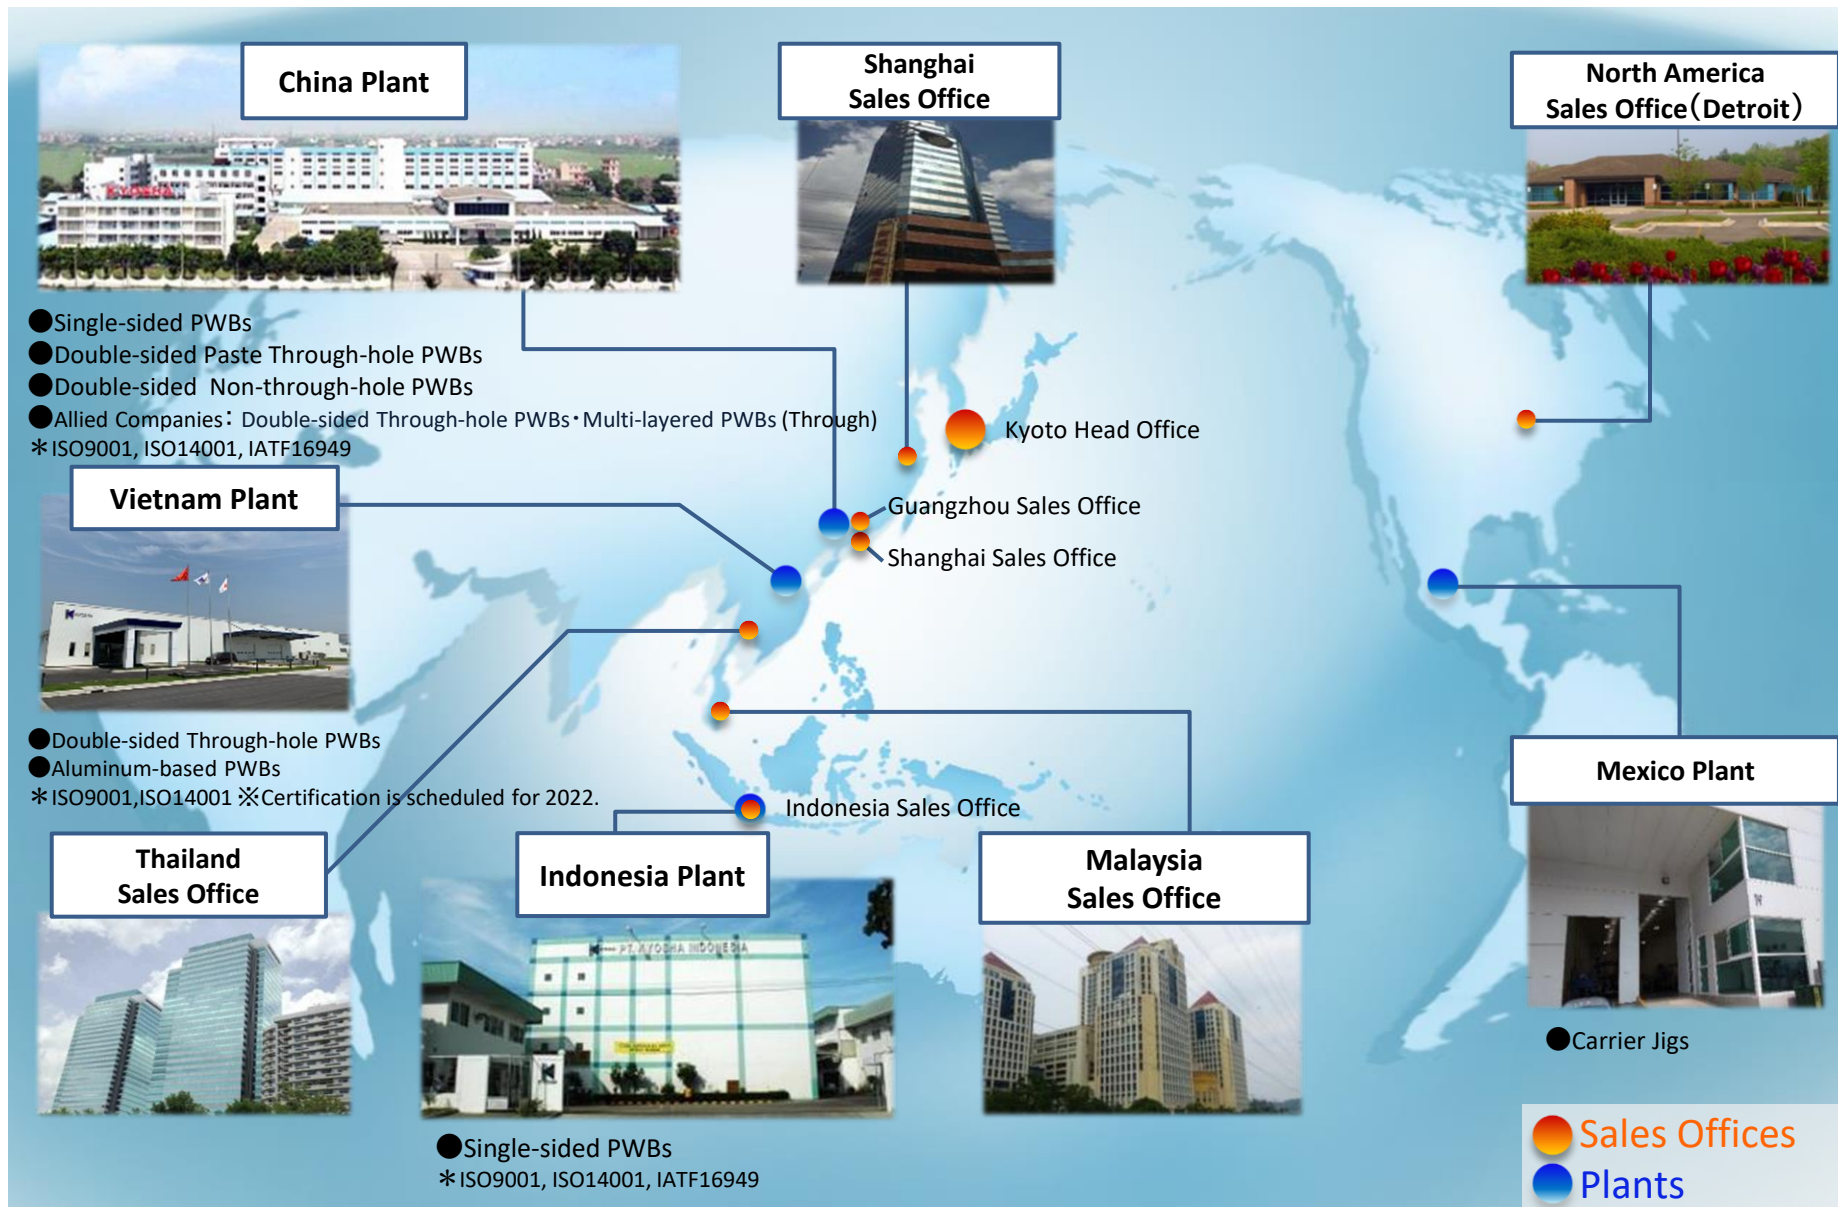 China Plant
KYOSHA
●Single-sided PWBs
●Double-sided Paste Through-hole PWBs
●Double-sided Non-through-hole PWBs
●Allied Companies：Double-sided Through-hole PWBs・Multi-layered PWBs (Through)
＊ISO9001, ISO14001, IATF16949
Shanghai
Sales Office
North America
Sales Office（Detroit）
Kyoto Head Office
Guangzhou Sales Office
Shanghai Sales Office
Vietnam Plant
●Double-sided Through-hole PWBs
●Aluminum-based PWBs
＊ISO9001,ISO14001 ※Certification is scheduled for 2022.
Thailand
Sales Office
Indonesia Sales Office
Indonesia Plant
PT. KYOSHA INDONESIA
●Single-sided PWBs
＊ISO9001, ISO14001, IATF16949
Malaysia
Sales Office
Mexico Plant
●Carrier Jigs
Sales Offices
Plants